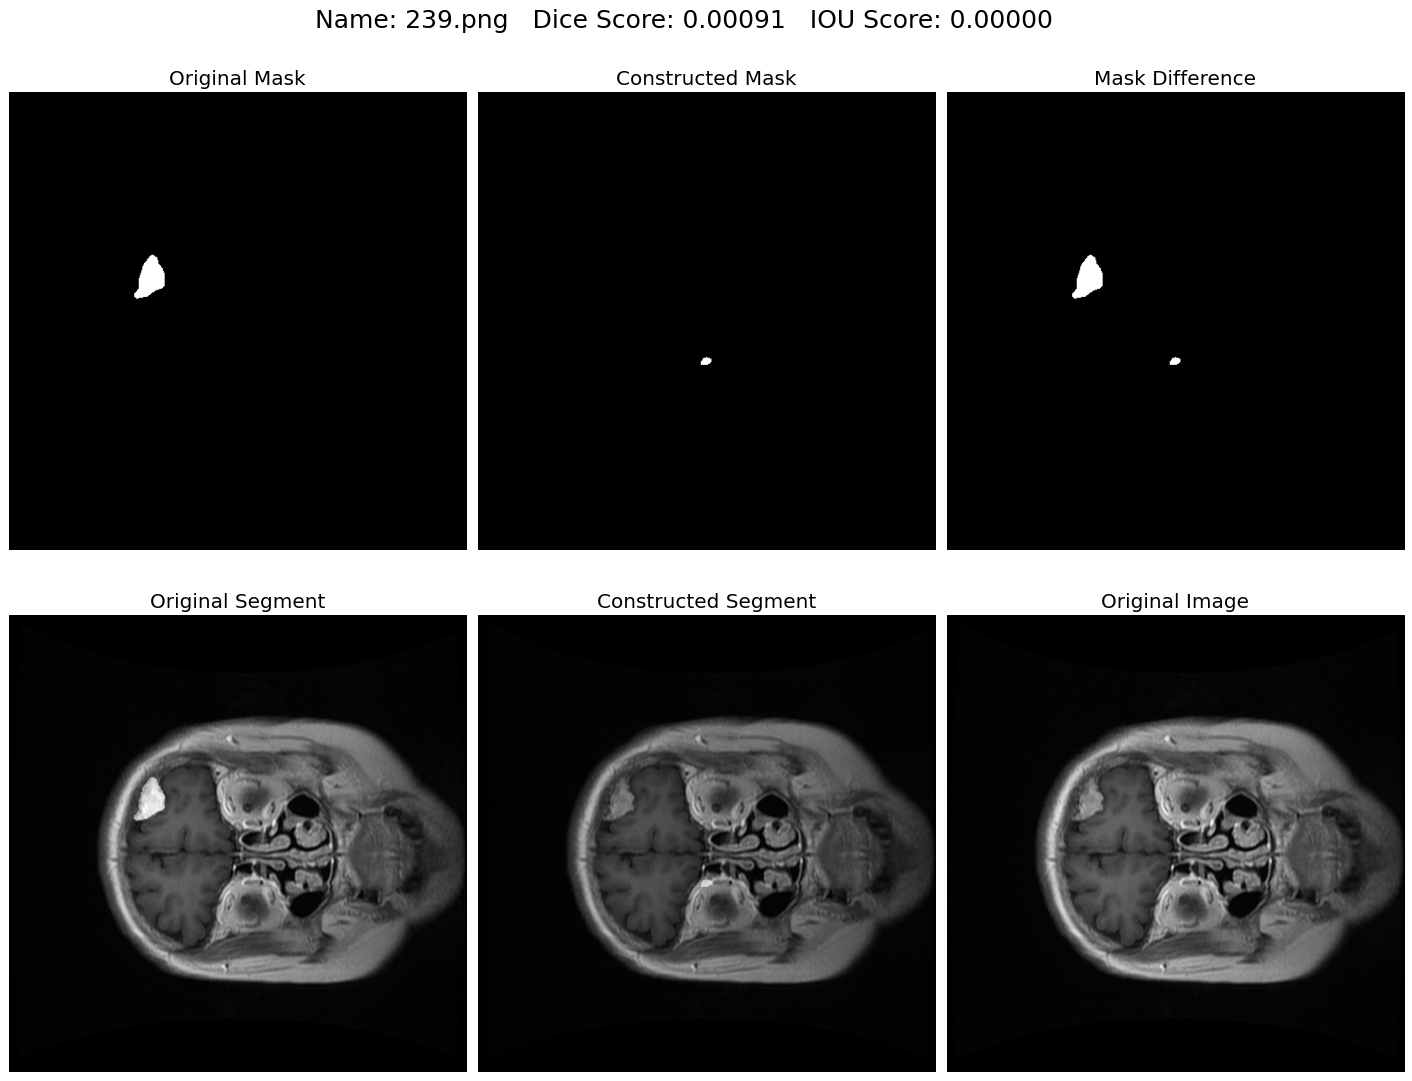 Name: 239.png   Dice Score: 0.00091   IOU Score: 0.00000
Original Mask
Constructed Mask
Mask Difference
Original Segment
Constructed Segment
Original Image